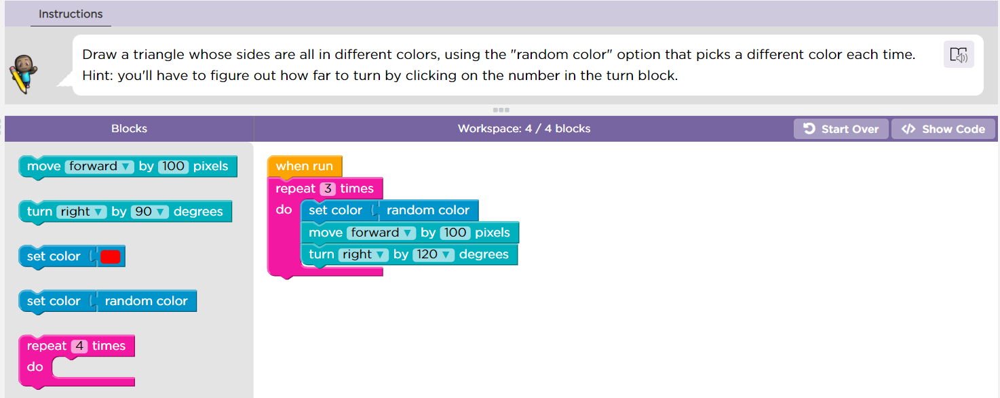 Instructions
Draw a triangle whose sides are all in different colors, using the "random color" option that picks a different color each time.
Hint: you'll have to figure out how far to turn by clicking on the number in the turn block.
Blocks
Workspace: 4 / 4 blocks
Start Over
</> Show Code
move forward ▼ by 100 pixels
turn right ▼ by 90 ▼ degrees
set color
set color random color
repeat 4 times
do
when run
repeat 3 times
do set color random color
move forward ▼ by 100 pixels
turn right ▼ by 120 ▼ degrees